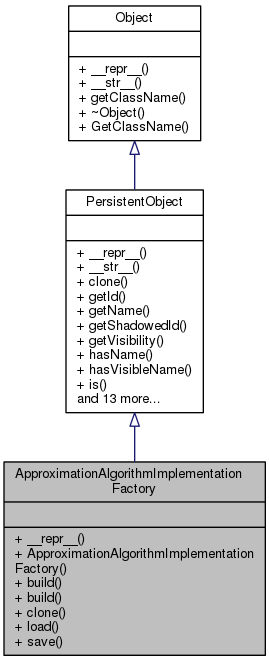 Object
+ __repr__()
+ __str__()
+ getClassName()
+ ~Object()
+ GetClassName()
PersistentObject
+ __repr__()
+ __str__()
+ clone()
+ getId()
+ getName()
+ getShadowedId()
+ getVisibility()
+ hasName()
+ hasVisibleName()
+ is()
and 13 more...
ApproximationAlgorithmImplementation
Factory
+ __repr__()
+ ApproximationAlgorithmImplementation
Factory()
+ build()
+ build()
+ clone()
+ load()
+ save()